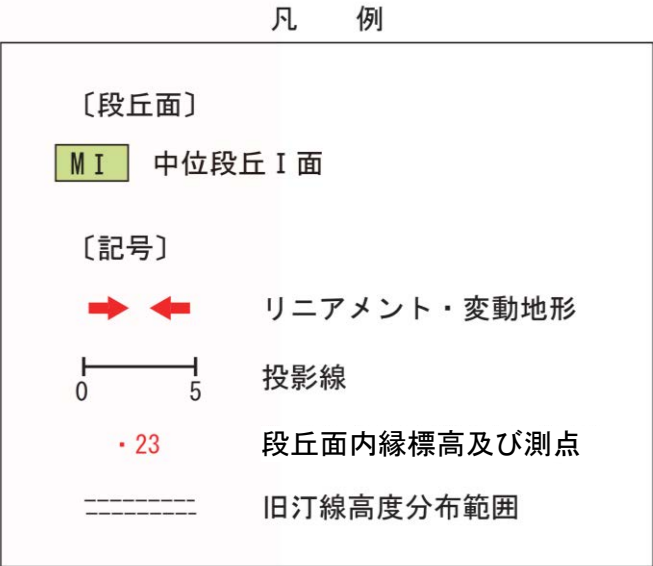 凡 例
〔段丘面〕
MⅠ 中位段丘Ⅰ面
〔記号〕
リニアメント・変動地形
0 5 投影線
・23 段丘面内縁標高及び測点
旧汀線高度分布範囲